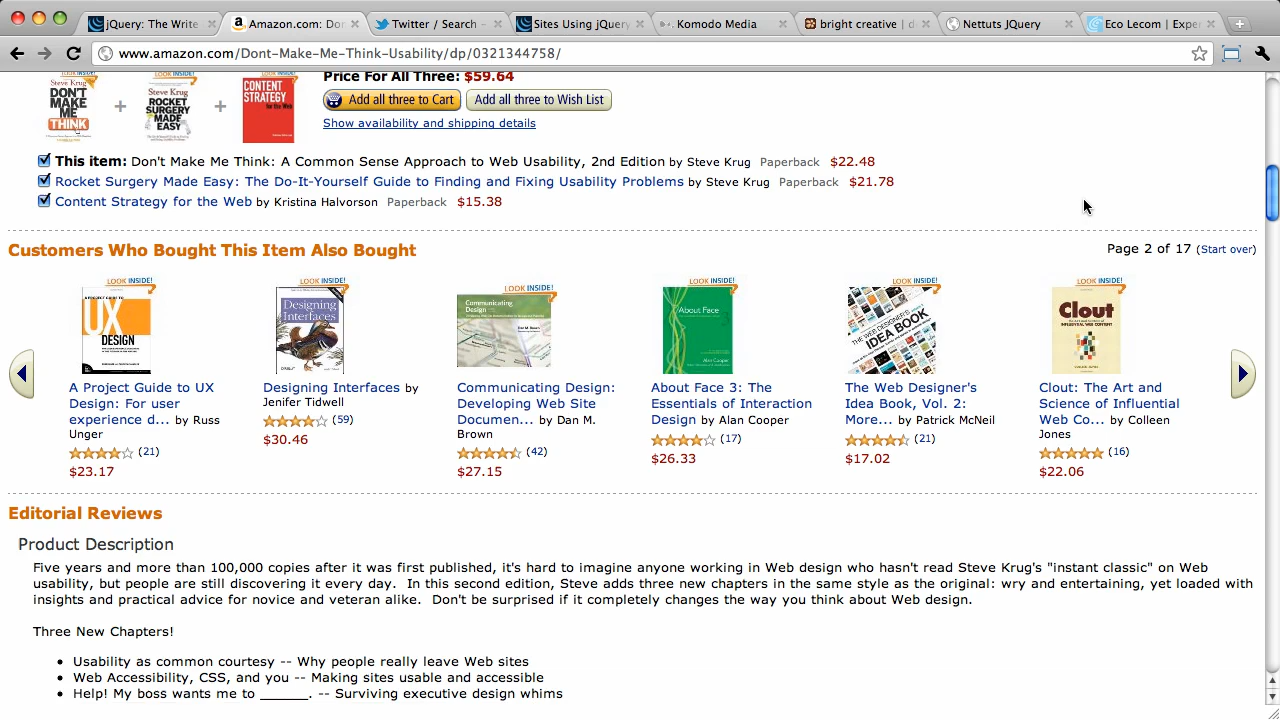 jQuery: The Write
Amazon.com: Don
Twitter / Search -
Sites Using jQuery
Komodo Media
bright creative | d
Nettuts JQuery
Eco Lecom | Expe
www.amazon.com/Dont-Make-Me-Think-Usability/dp/0321344758/
Steve Krug
DON'T MAKE ME THINK
Steve Krug
ROCKET SURGERY MADE EASY
CONTENT STRATEGY for the Web
Price For All Three: $59.64
Add all three to Cart Add all three to Wish List
Show availability and shipping details
This item: Don't Make Me Think: A Common Sense Approach to Web Usability, 2nd Edition by Steve Krug Paperback $22.48
Rocket Surgery Made Easy: The Do-It-Yourself Guide to Finding and Fixing Usability Problems by Steve Krug Paperback $21.78
Content Strategy for the Web by Kristina Halvorson Paperback $15.38
Customers Who Bought This Item Also Bought
Page 2 of 17 (Start over)
LOOK INSIDE!
UX DESIGN
A Project Guide to UX
Design: For user
experience d... by Russ
Unger
(21)
$23.17
LOOK INSIDE!
Designing Interfaces
Designing Interfaces by
Jenifer Tidwell
(59)
$30.46
LOOK INSIDE!
Communicating Design
Communicating Design:
Developing Web Site
Documen... by Dan M.
Brown
(42)
$27.15
LOOK INSIDE!
About Face 3
About Face 3: The
Essentials of Interaction
Design by Alan Cooper
(17)
$26.33
LOOK INSIDE!
THE WEB DESIGNER'S IDEA BOOK
The Web Designer's
Idea Book, Vol. 2:
More... by Patrick McNeil
(21)
$17.02
LOOK INSIDE!
Clout
Clout: The Art and
Science of Influential
Web Co... by Colleen
Jones
(16)
$22.06
Editorial Reviews
Product Description
Five years and more than 100,000 copies after it was first published, it's hard to imagine anyone working in Web design who hasn't read Steve Krug's "instant classic" on Web
usability, but people are still discovering it every day. In this second edition, Steve adds three new chapters in the same style as the original: wry and entertaining, yet loaded with
insights and practical advice for novice and veteran alike. Don't be surprised if it completely changes the way you think about Web design.
Three New Chapters!
• Usability as common courtesy -- Why people really leave Web sites
• Web Accessibility, CSS, and you -- Making sites usable and accessible
• Help! My boss wants me to ______. -- Surviving executive design whims